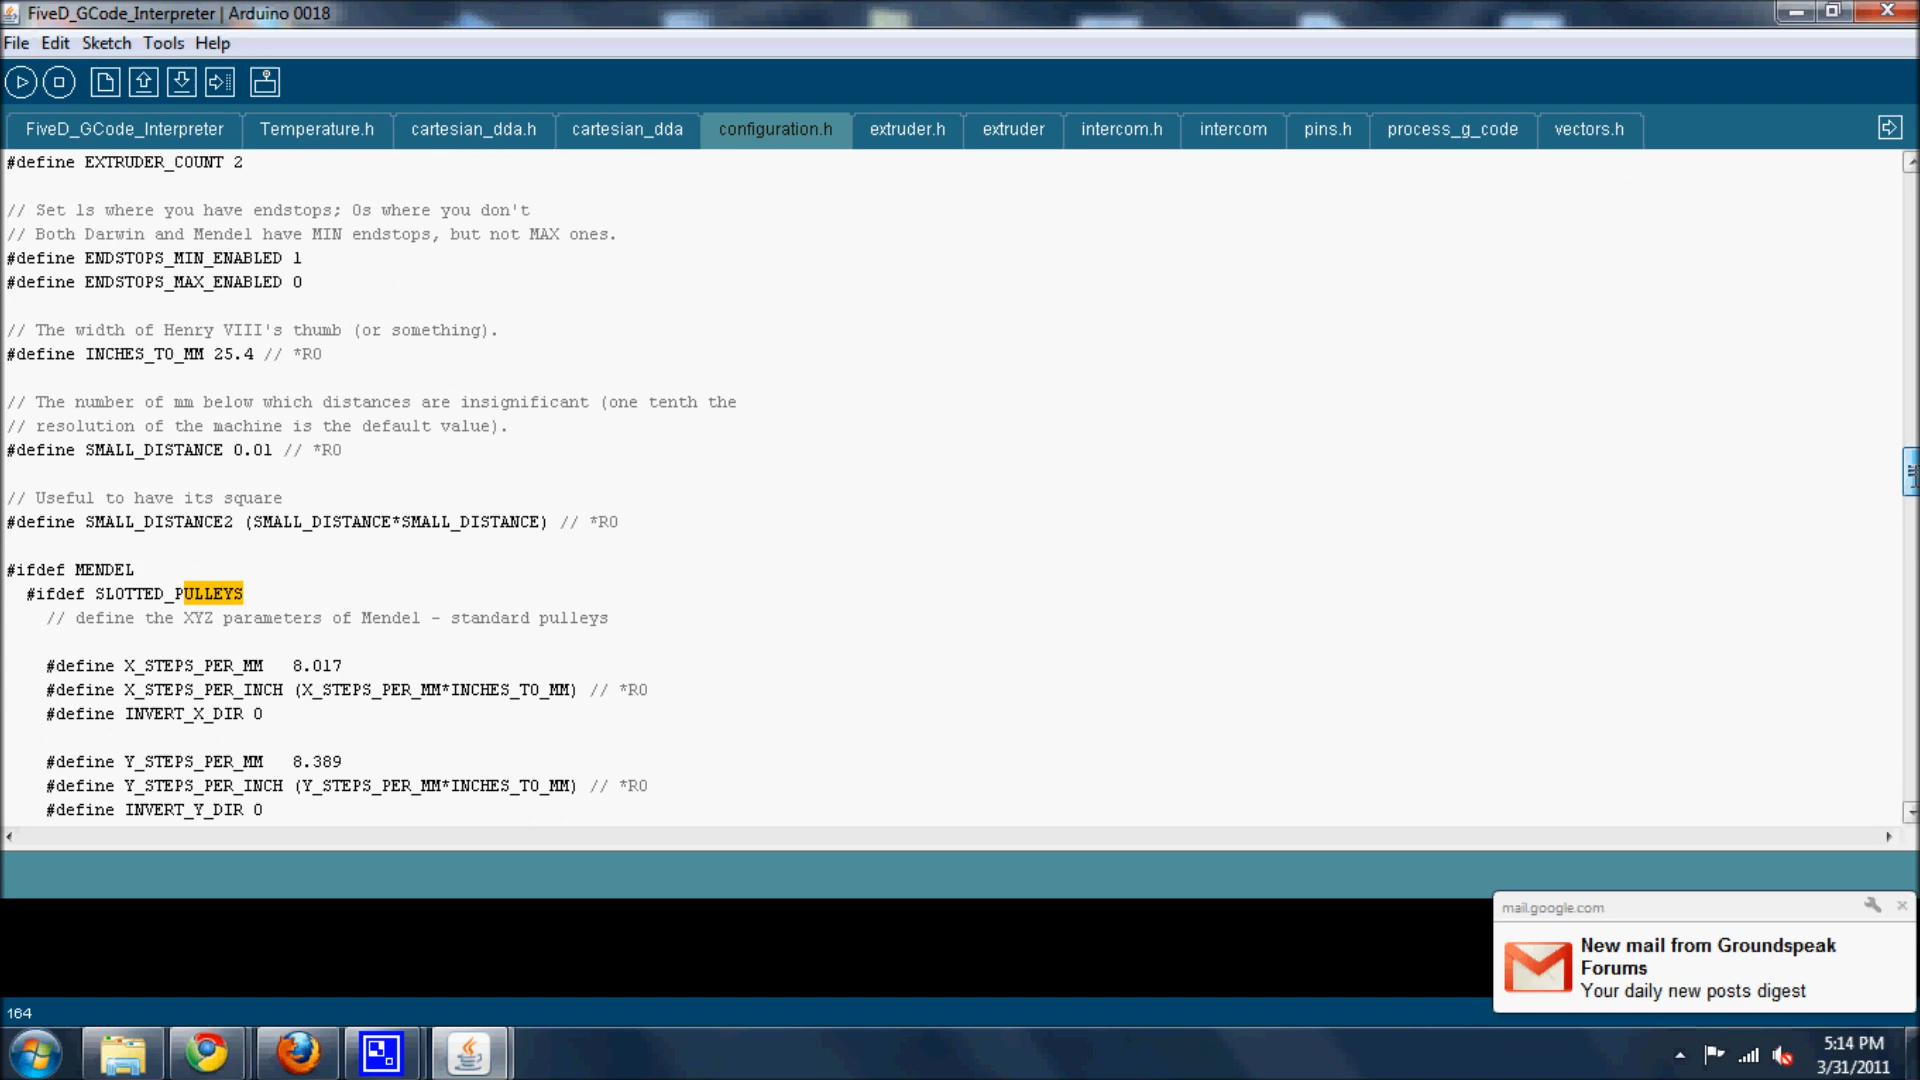 FiveD_GCode_Interpreter | Arduino 0018
File Edit Sketch Tools Help
FiveD_GCode_Interpreter Temperature.h cartesian_dda.h cartesian_dda configuration.h extruder.h extruder intercom.h intercom pins.h process_g_code vectors.h
#define EXTRUDER_COUNT 2
// Set 1s where you have endstops; 0s where you don't
// Both Darwin and Mendel have MIN endstops, but not MAX ones.
#define ENDSTOPS_MIN_ENABLED 1
#define ENDSTOPS_MAX_ENABLED 0
// The width of Henry VIII's thumb (or something).
#define INCHES_TO_MM 25.4 // *RO
// The number of mm below which distances are insignificant (one tenth the
// resolution of the machine is the default value).
#define SMALL_DISTANCE 0.01 // *RO
// Useful to have its square
#define SMALL_DISTANCE2 (SMALL_DISTANCE*SMALL_DISTANCE) // *RO
#ifdef MENDEL
#ifdef SLOTTED_PULLEYS
// define the XYZ parameters of Mendel - standard pulleys
#define X_STEPS_PER_MM 8.017
#define X_STEPS_PER_INCH (X_STEPS_PER_MM*INCHES_TO_MM) // *RO
#define INVERT_X_DIR 0
#define Y_STEPS_PER_MM 8.389
#define Y_STEPS_PER_INCH (Y_STEPS_PER_MM*INCHES_TO_MM) // *RO
#define INVERT_Y_DIR 0
mail.google.com
New mail from Groundspeak
Forums
Your daily new posts digest
164
5:14 PM
3/31/2011